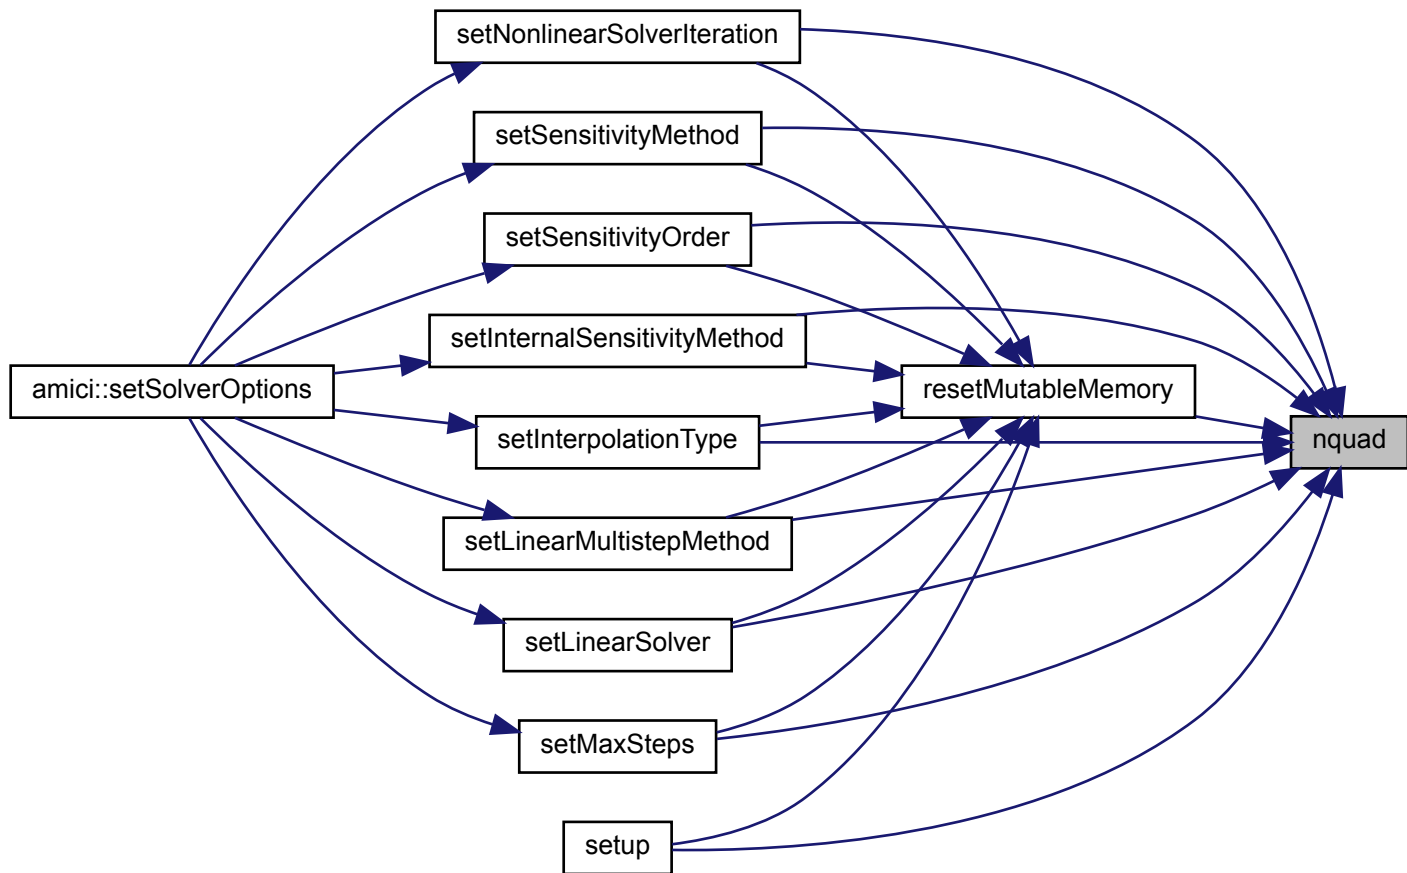 setNonlinearSolverIteration
setSensitivityMethod
setSensitivityOrder
setInternalSensitivityMethod
amici::setSolverOptions
resetMutableMemory
setInterpolationType
nquad
setLinearMultistepMethod
setLinearSolver
setMaxSteps
setup